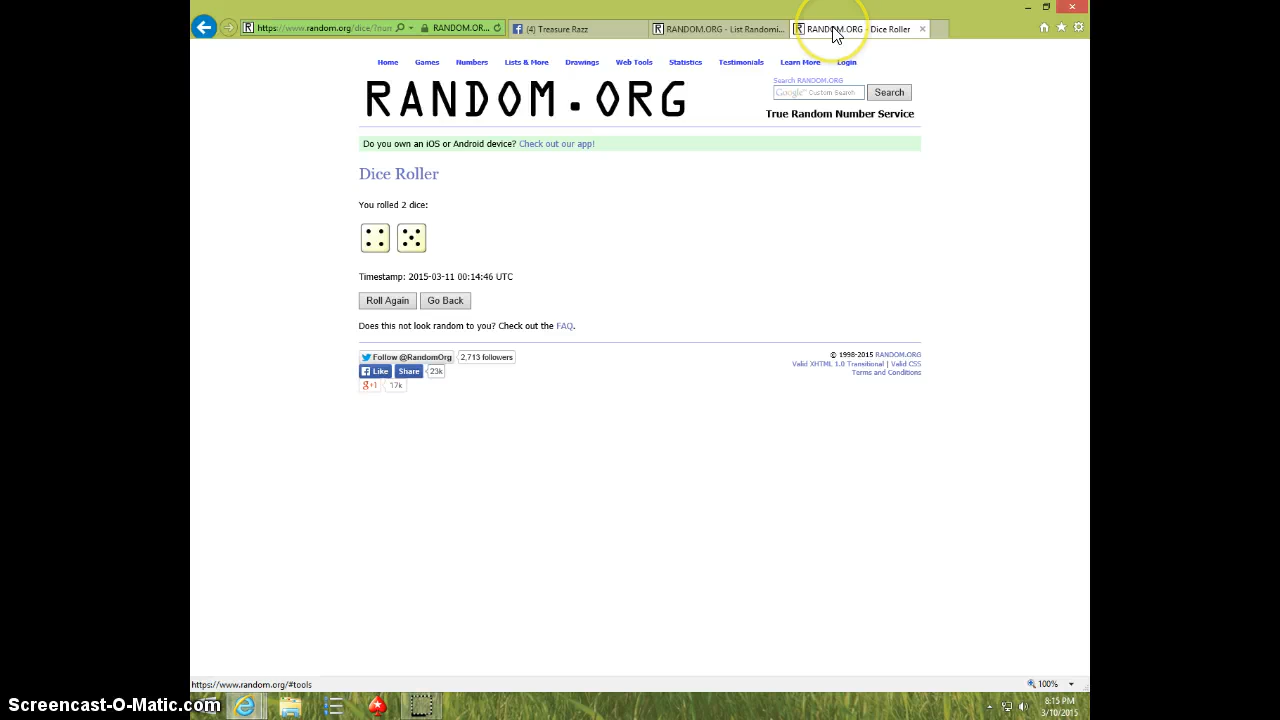 https://www.random.org/dice/?nun
RANDOM.OR...
(4) Treasure Razz
RANDOM.ORG - List Randomi...
RANDOM.ORG - Dice Roller
Home Games Numbers Lists & More Drawings Web Tools Statistics Testimonials Learn More Login
RANDOM.ORG
Search RANDOM.ORG
Google™ Custom Search
Search
True Random Number Service
Do you own an iOS or Android device? Check out our app!
Dice Roller
You rolled 2 dice:
Timestamp: 2015-03-11 00:14:46 UTC
Roll Again
Go Back
Does this not look random to you? Check out the FAQ.
Follow @RandomOrg
2,713 followers
Like
Share
23k
g+1
17k
© 1998-2015 RANDOM.ORG
Valid XHTML 1.0 Transitional | Valid CSS
Terms and Conditions
https://www.random.org/#tools
100%
Screencast-O-Matic.com
8:15 PM
3/10/2015